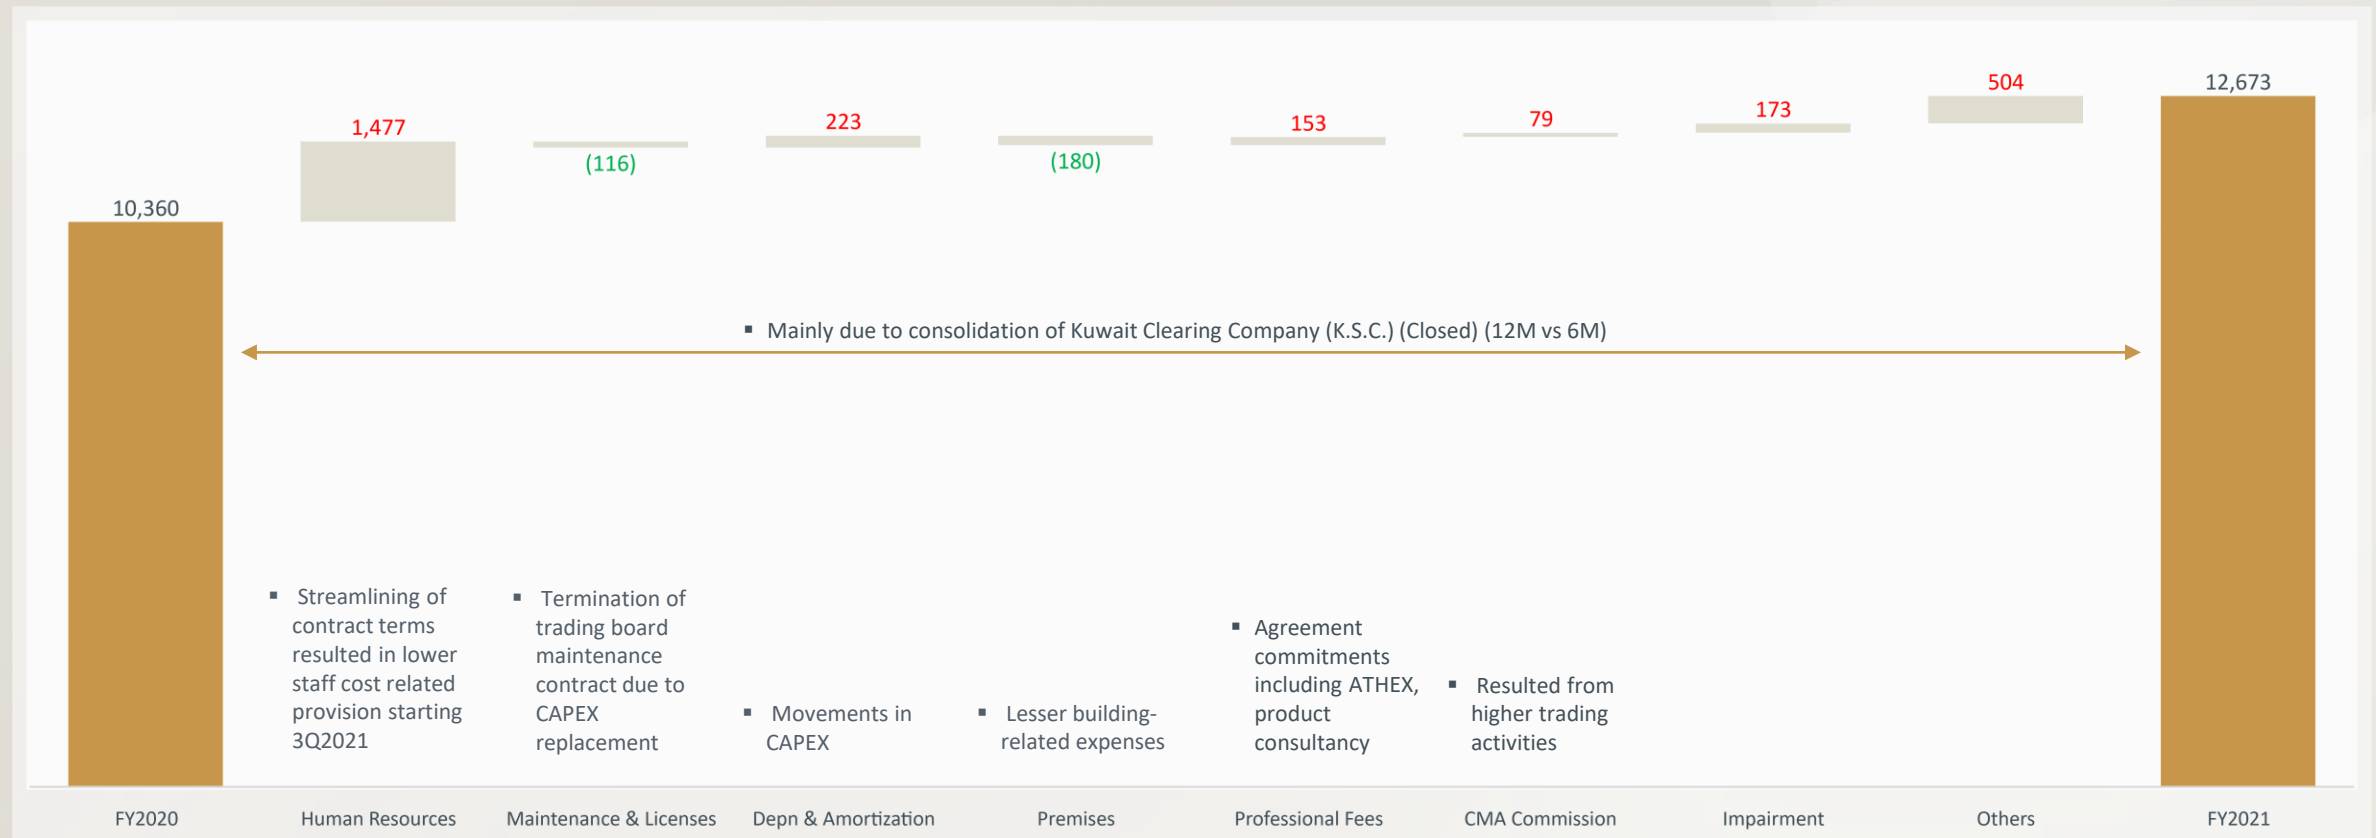 10,360
1,477
(116)
223
(180)
153
79
173
504
12,673
▪ Mainly due to consolidation of Kuwait Clearing Company (K.S.C.) (Closed) (12M vs 6M)
▪ Streamlining of
contract terms
resulted in lower
staff cost related
provision starting
3Q2021
▪ Termination of
trading board
maintenance
contract due to
CAPEX
replacement
▪ Movements in
CAPEX
▪ Lesser building-
related expenses
▪ Agreement
commitments
including ATHEX,
product
consultancy
▪ Resulted from
higher trading
activities
FY2020
Human Resources
Maintenance & Licenses
Depn & Amortization
Premises
Professional Fees
CMA Commission
Impairment
Others
FY2021